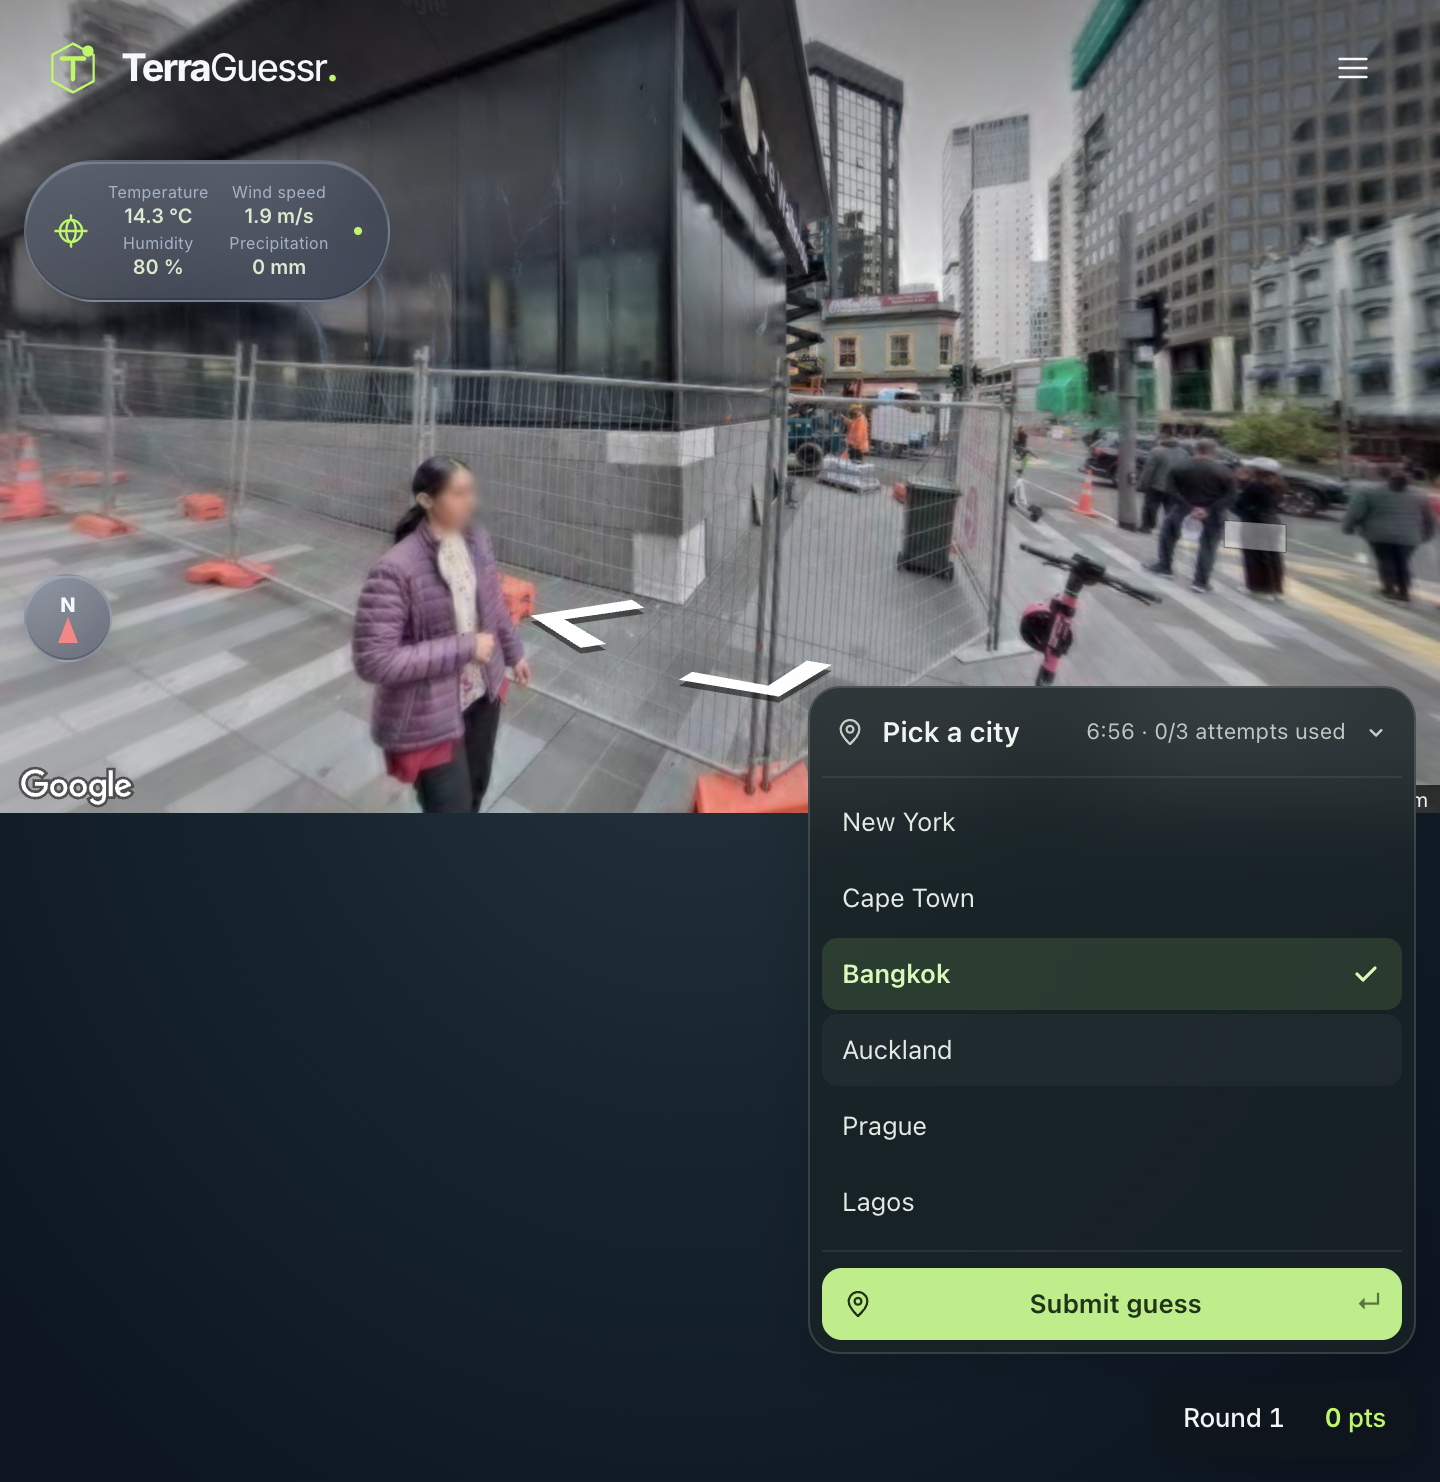 TerraGuessr.
Temperature
14.3 °C
Wind speed
1.9 m/s
Humidity
80 %
Precipitation
0 mm
N
Google
Pick a city
6:56 · 0/3 attempts used
New York
Cape Town
Bangkok
Auckland
Prague
Lagos
Submit guess
Round 1
0 pts